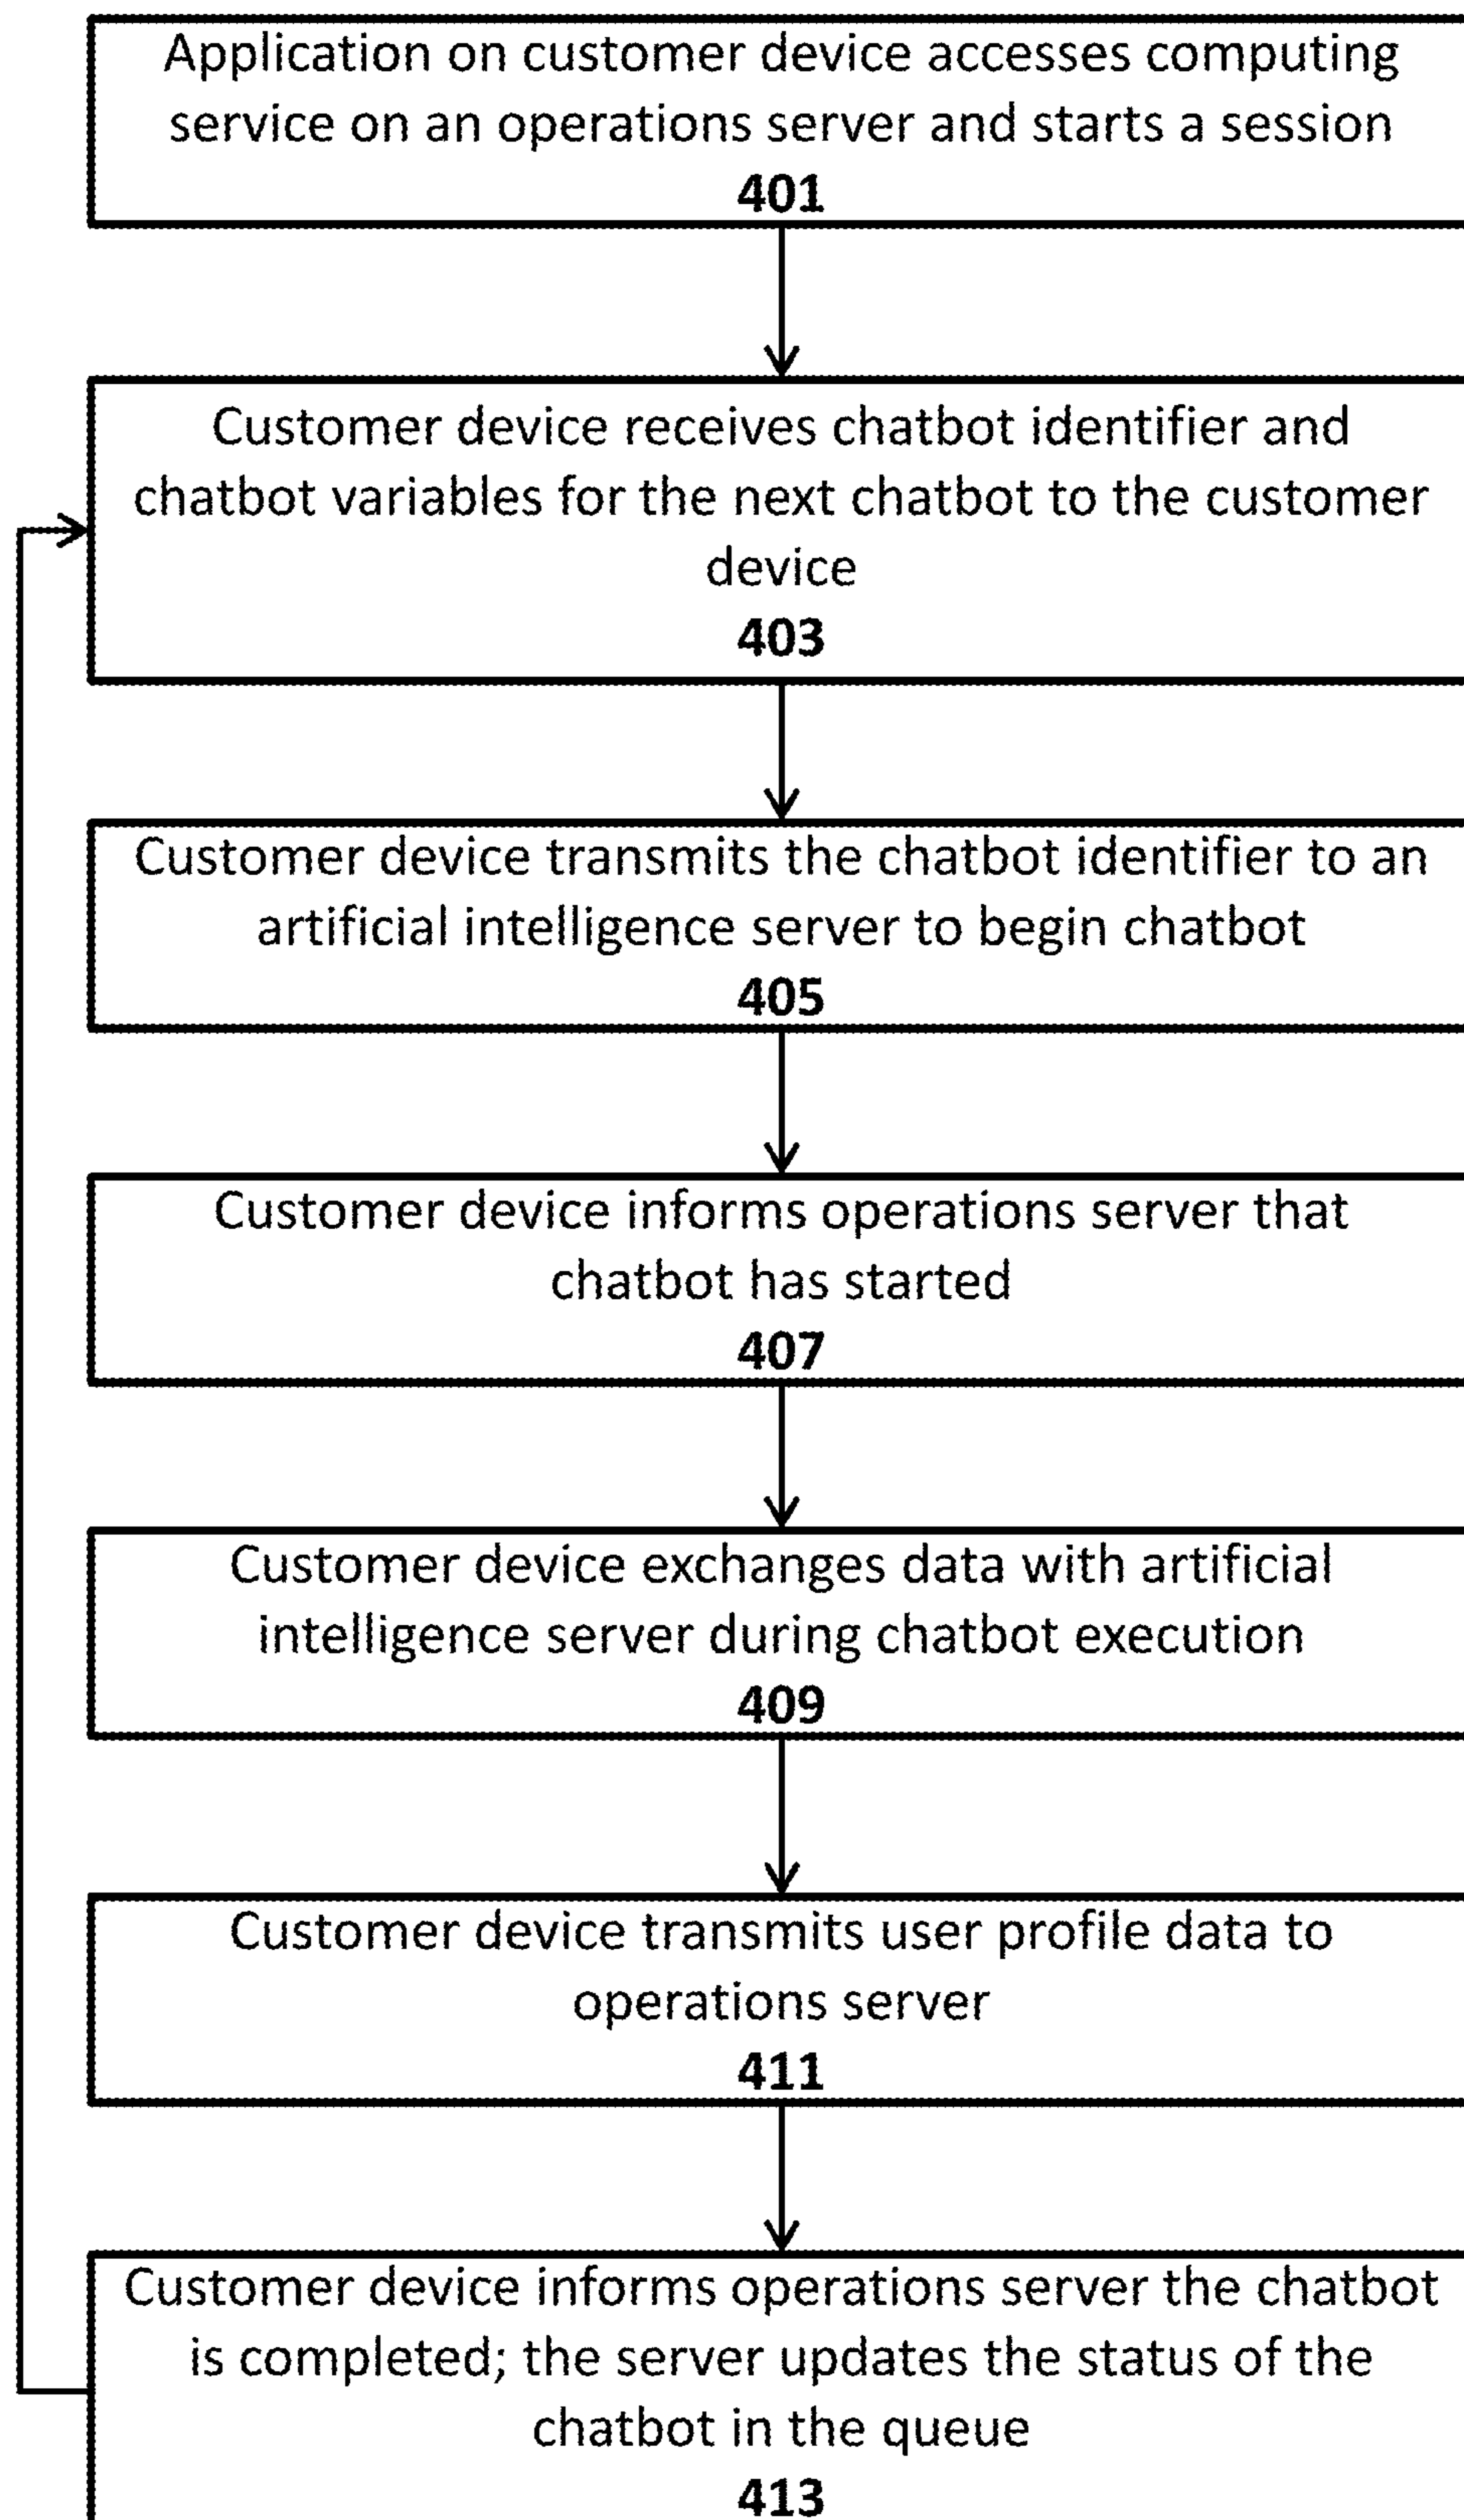 Application on customer device accesses computing
service on an operations server and starts a session
401
Customer device receives chatbot identifier and
chatbot variables for the next chatbot to the customer
device
403
Customer device transmits the chatbot identifier to an
artificial intelligence server to begin chatbot
405
Customer device informs operations server that
chatbot has started
407
Customer device exchanges data with artificial
intelligence server during chatbot execution
409
Customer device transmits user profile data to
operations server
411
Customer device informs operations server the chatbot
is completed; the server updates the status of the
chatbot in the queue
413